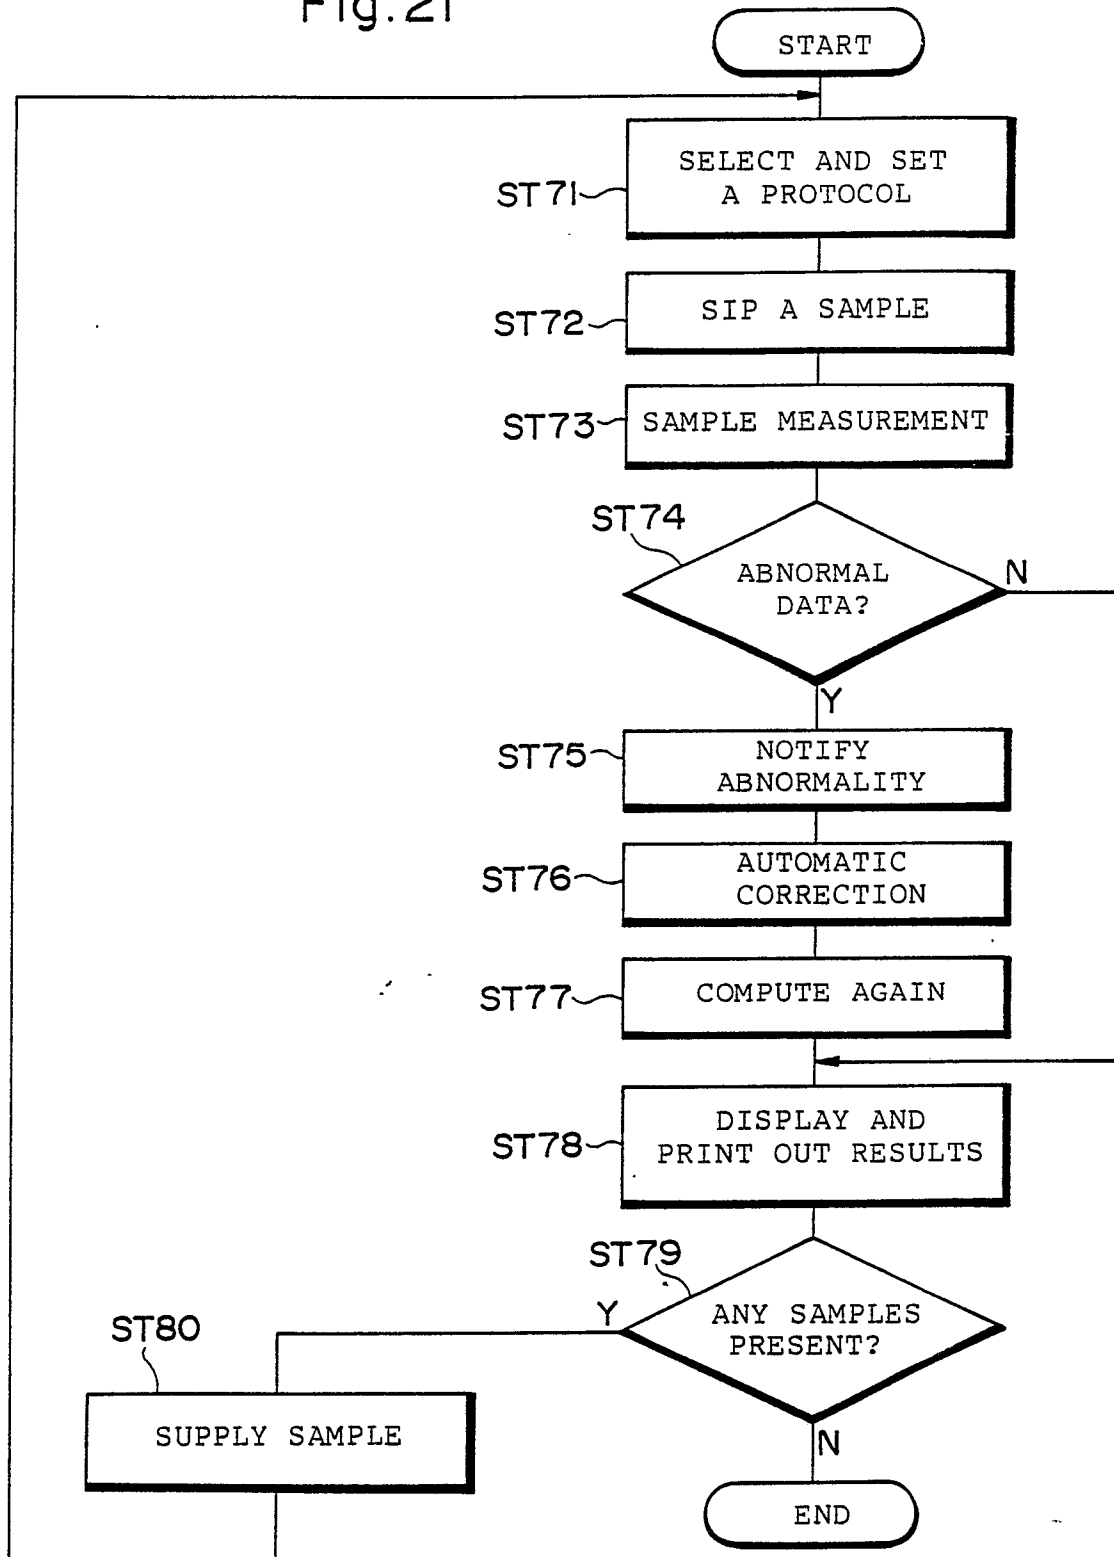 Fig.21
START
ST71
SELECT AND SET
A PROTOCOL
ST72
SIP A SAMPLE
ST73
SAMPLE MEASUREMENT
ST74
ABNORMAL
DATA?
N
Y
ST75
NOTIFY
ABNORMALITY
ST76
AUTOMATIC
CORRECTION
ST77
COMPUTE AGAIN
ST78
DISPLAY AND
PRINT OUT RESULTS
ST79
ANY SAMPLES
PRESENT?
Y
ST80
SUPPLY SAMPLE
N
END